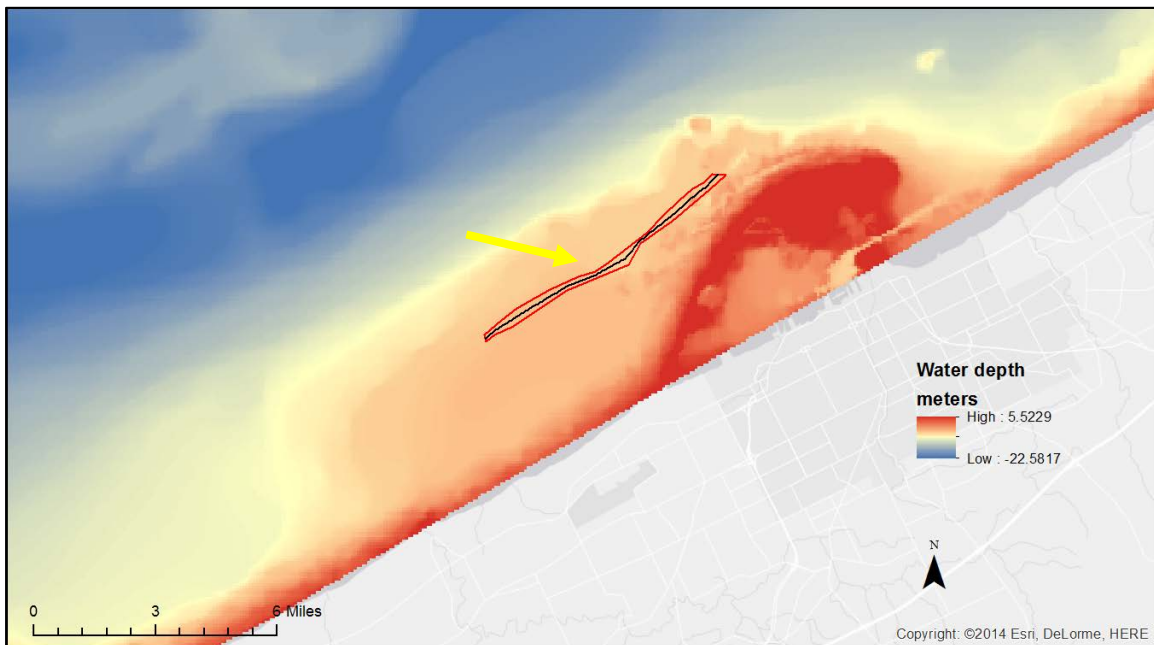 Water depth
meters
High : 5.5229
Low : -22.5817
N
0 3 6 Miles
Copyright: ©2014 Esri, DeLorme, HERE